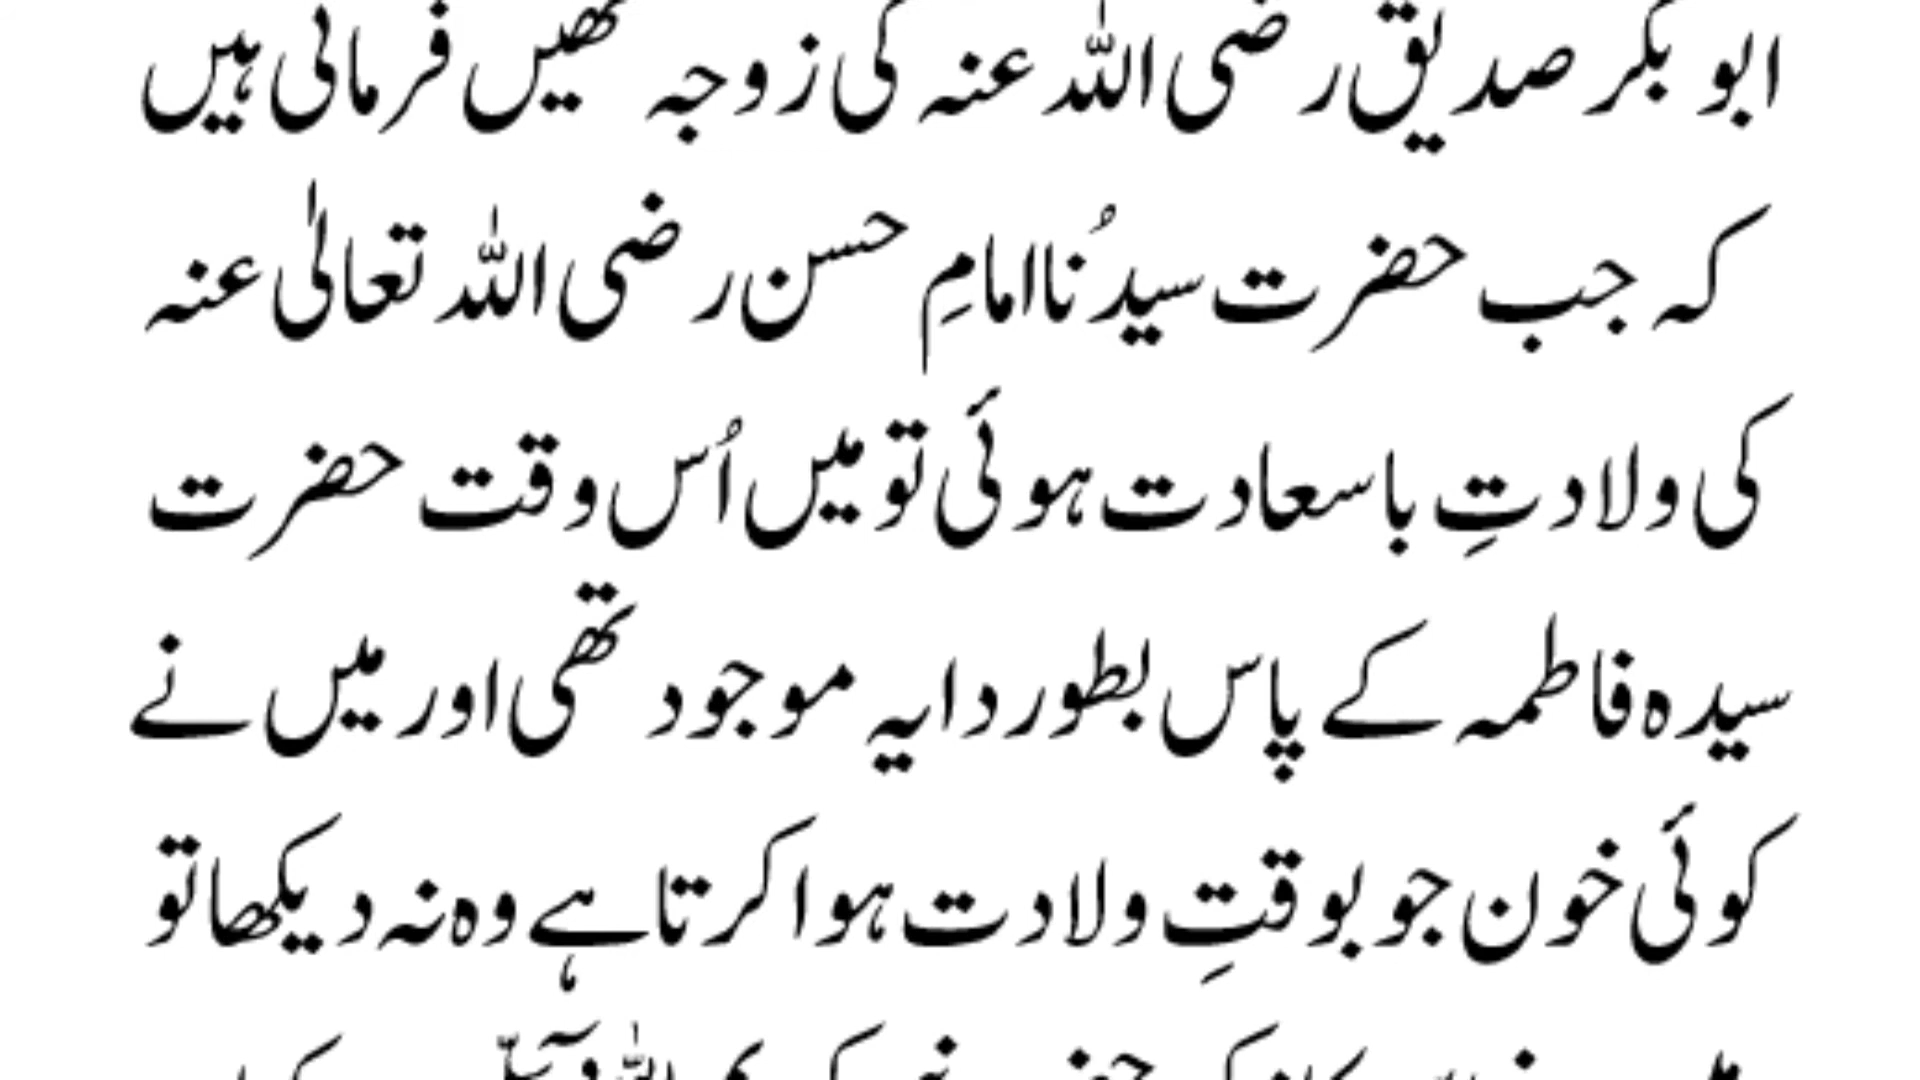 ابو بکر صدیق رضی اللہ عنہ کی زوجہ تھیں فرماتی ہیں
کہ جب حضرت سیدنُا امامِ حسن رضی اللہ تعالیٰ عنہ
کی ولادتِ باسعادت ہوئی تو میں اُس وقت حضرت
سیدہ فاطمہ کے پاس بطور دایہ موجود تھی اور میں نے
کوئی خون جو بوقتِ ولادت ہوا کرتا ہے وہ نہ دیکھا تو